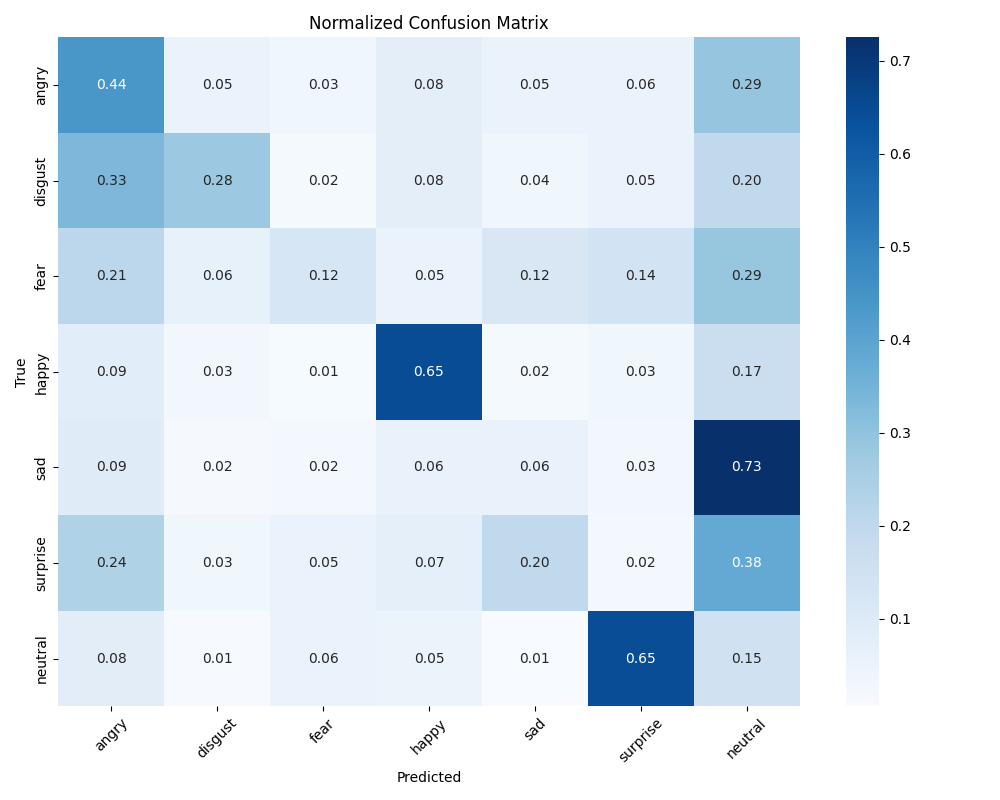 Normalized Confusion Matrix
True
angry 0.44 0.05 0.03 0.08 0.05 0.06 0.29
disgust 0.33 0.28 0.02 0.08 0.04 0.05 0.20
fear 0.21 0.06 0.12 0.05 0.12 0.14 0.29
happy 0.09 0.03 0.01 0.65 0.02 0.03 0.17
sad 0.09 0.02 0.02 0.06 0.06 0.03 0.73
surprise 0.24 0.03 0.05 0.07 0.20 0.02 0.38
neutral 0.08 0.01 0.06 0.05 0.01 0.65 0.15
angry disgust fear happy sad surprise neutral
Predicted
0.7
0.6
0.5
0.4
0.3
0.2
0.1